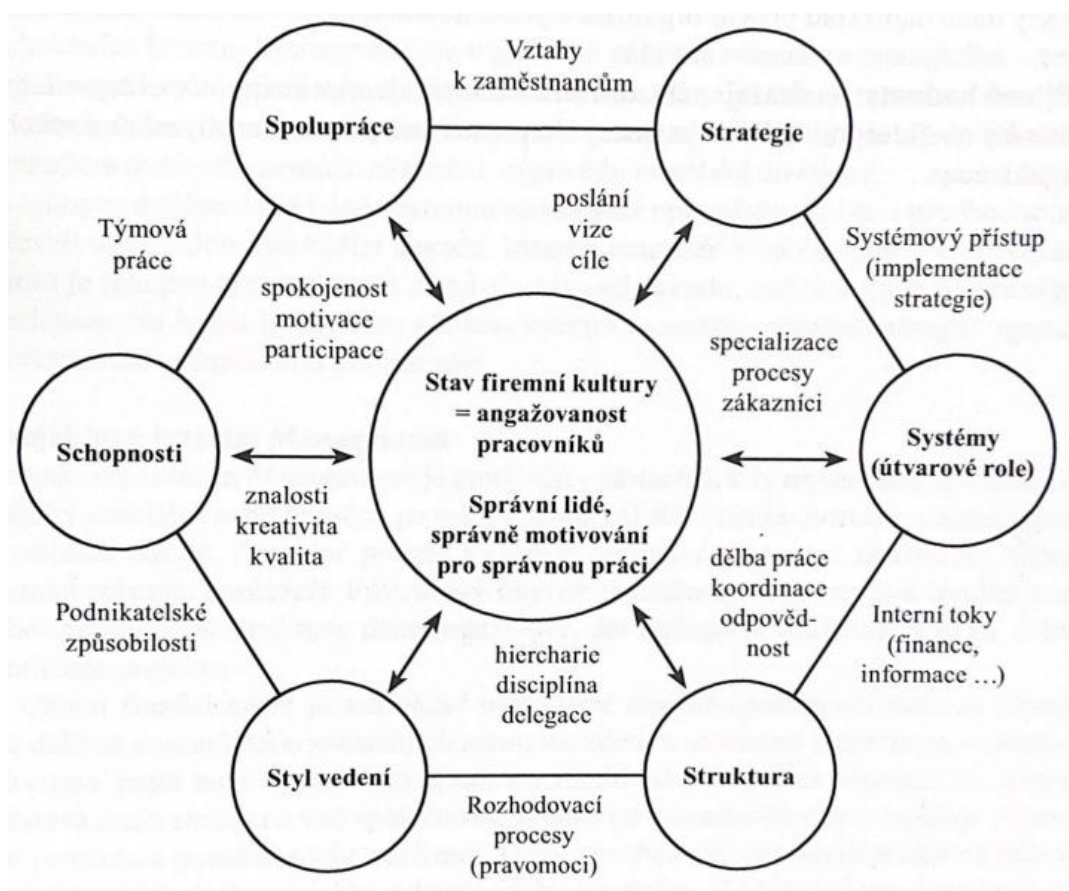 Vztahy
k zaměstnancům
Spolupráce
Strategie
Týmová
práce
poslání
vize
cíle
Systémový přístup
(implementace
strategie)
spokojenost
motivace
participace
specializace
procesy
zákazníci
Stav firemní kultury
= angažovanost
pracovníků
Správní lidé,
správně motivování
pro správnou práci
Schopnosti
Systémy
(útvarové role)
znalosti
kreativita
kvalita
dělba práce
koordinace
odpověd-
nost
Podnikatelské
způsobilosti
Interní toky
(finance,
informace ...)
hiercharie
disciplína
delegace
Styl vedení
Struktura
Rozhodovací
procesy
(pravomoci)